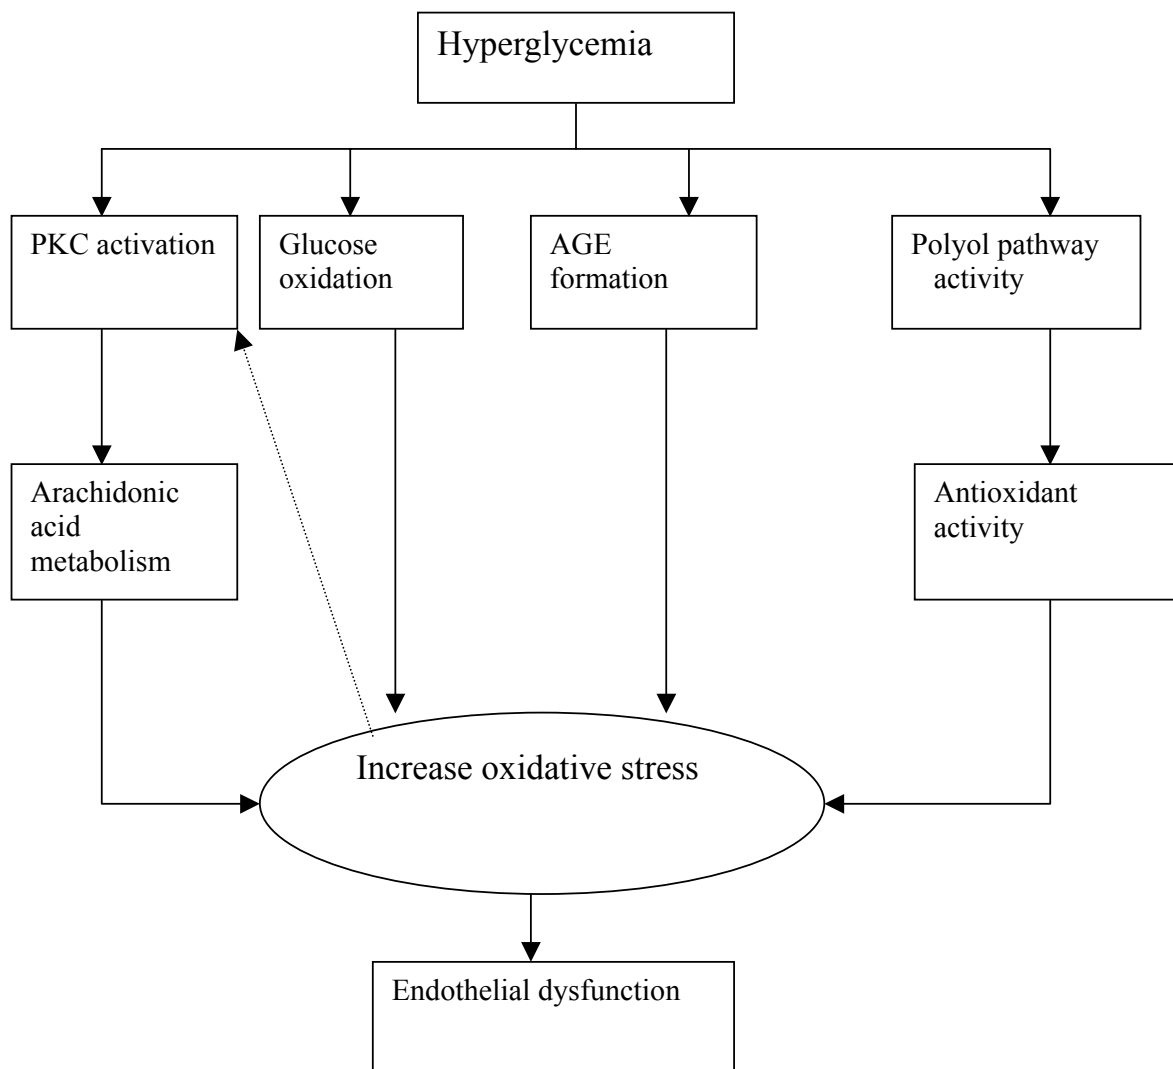 Hyperglycemia
PKC activation
Glucose
oxidation
AGE
formation
Polyol pathway
activity
Arachidonic
acid
metabolism
Antioxidant
activity
Increase oxidative stress
Endothelial dysfunction